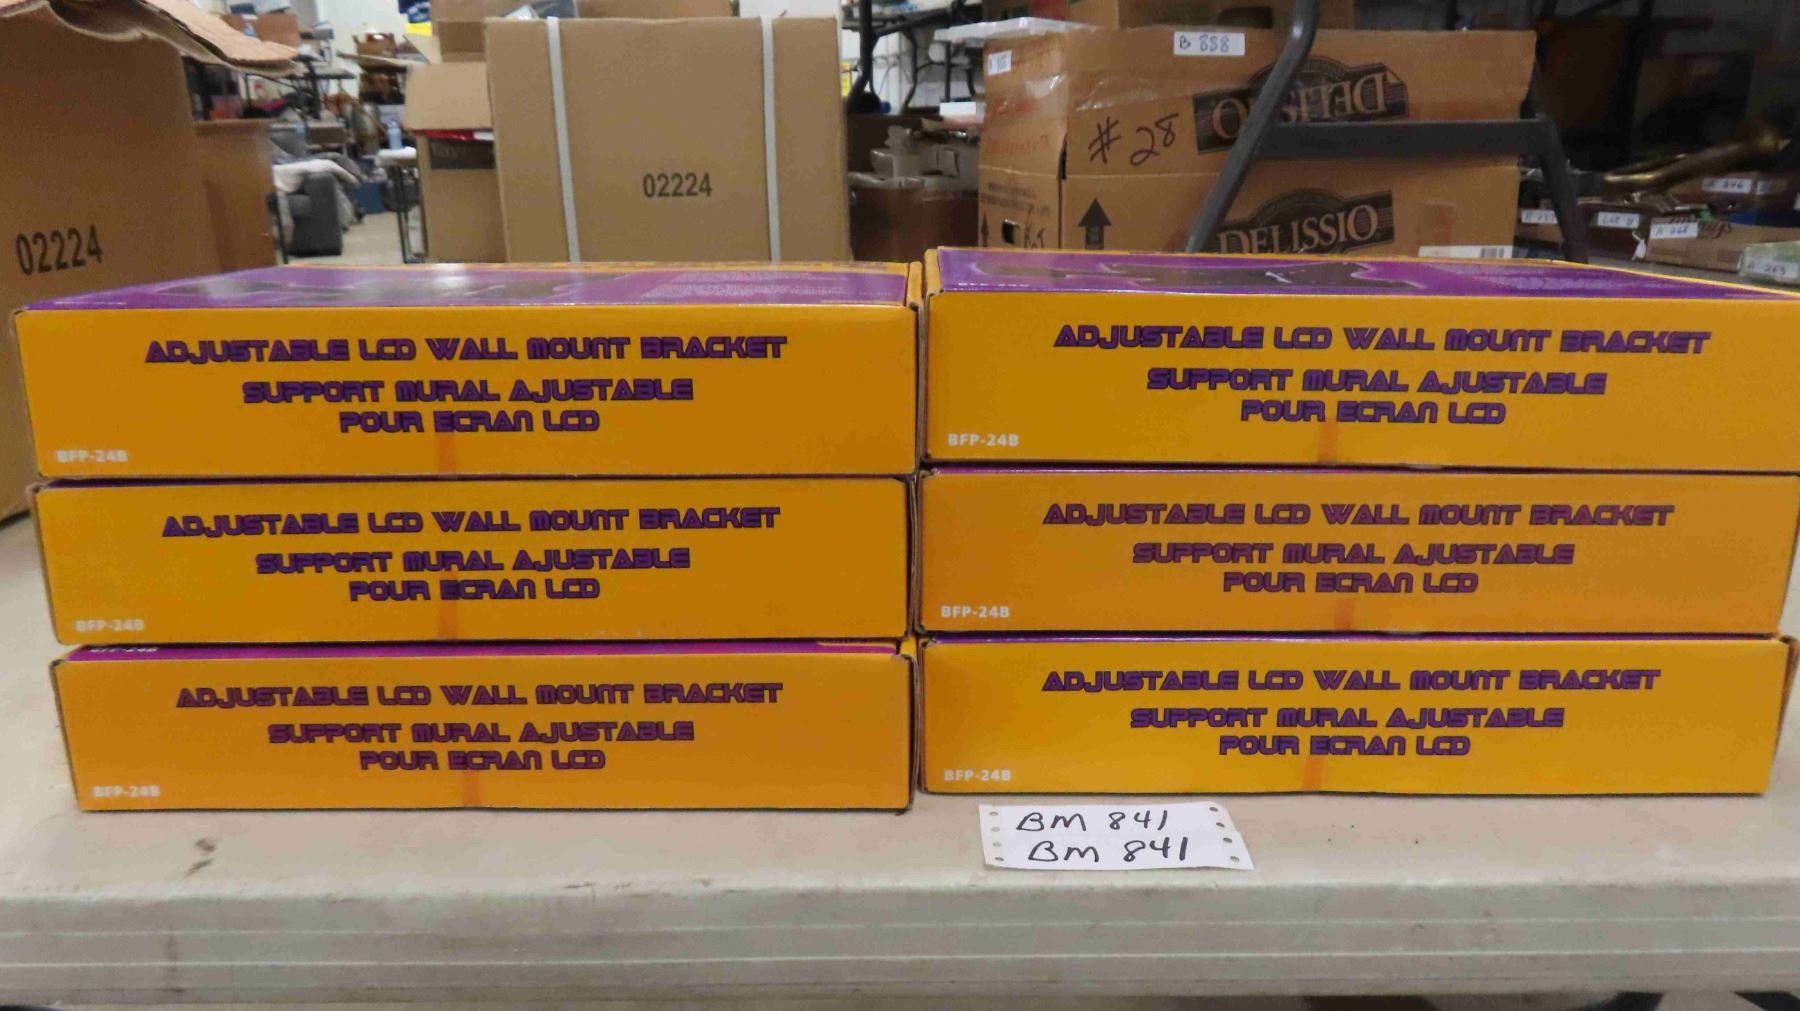 02224
02224
B 888
# 28
DELISSIO
DELISSIO
A 246
A 268
263
ADJUSTABLE LCD WALL MOUNT BRACKET
SUPPORT MURAL AJUSTABLE
POUR ECRAN LCD
BFP-24B
ADJUSTABLE LCD WALL MOUNT BRACKET
SUPPORT MURAL AJUSTABLE
POUR ECRAN LCD
BFP-24B
ADJUSTABLE LCD WALL MOUNT BRACKET
SUPPORT MURAL AJUSTABLE
POUR ECRAN LCD
BFP-24B
ADJUSTABLE LCD WALL MOUNT BRACKET
SUPPORT MURAL AJUSTABLE
POUR ECRAN LCD
BFP-24B
ADJUSTABLE LCD WALL MOUNT BRACKET
SUPPORT MURAL AJUSTABLE
POUR ECRAN LCD
BFP-24B
ADJUSTABLE LCD WALL MOUNT BRACKET
SUPPORT MURAL AJUSTABLE
POUR ECRAN LCD
BFP-24B
BM 841
BM 841